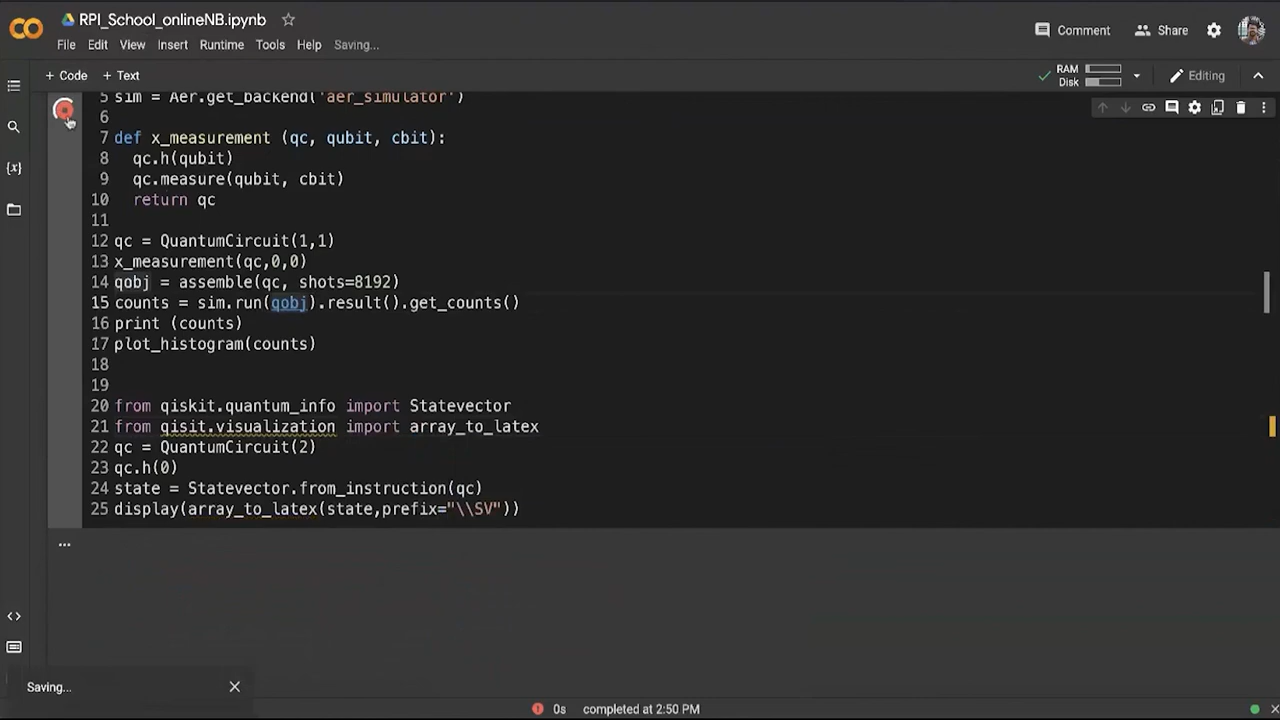 RPI_School_onlineNB.ipynb
File Edit View Insert Runtime Tools Help Saving...
Comment Share
+ Code + Text
RAM
Disk
Editing
5 sim = Aer.get_backend('aer_simulator')
6
7 def x_measurement (qc, qubit, cbit):
8 qc.h(qubit)
9 qc.measure(qubit, cbit)
10 return qc
11
12 qc = QuantumCircuit(1,1)
13 x_measurement(qc,0,0)
14 qobj = assemble(qc, shots=8192)
15 counts = sim.run(qobj).result().get_counts()
16 print (counts)
17 plot_histogram(counts)
18
19
20 from qiskit.quantum_info import Statevector
21 from qisit.visualization import array_to_latex
22 qc = QuantumCircuit(2)
23 qc.h(0)
24 state = Statevector.from_instruction(qc)
25 display(array_to_latex(state,prefix="\\SV"))
...
Saving...
0s completed at 2:50 PM